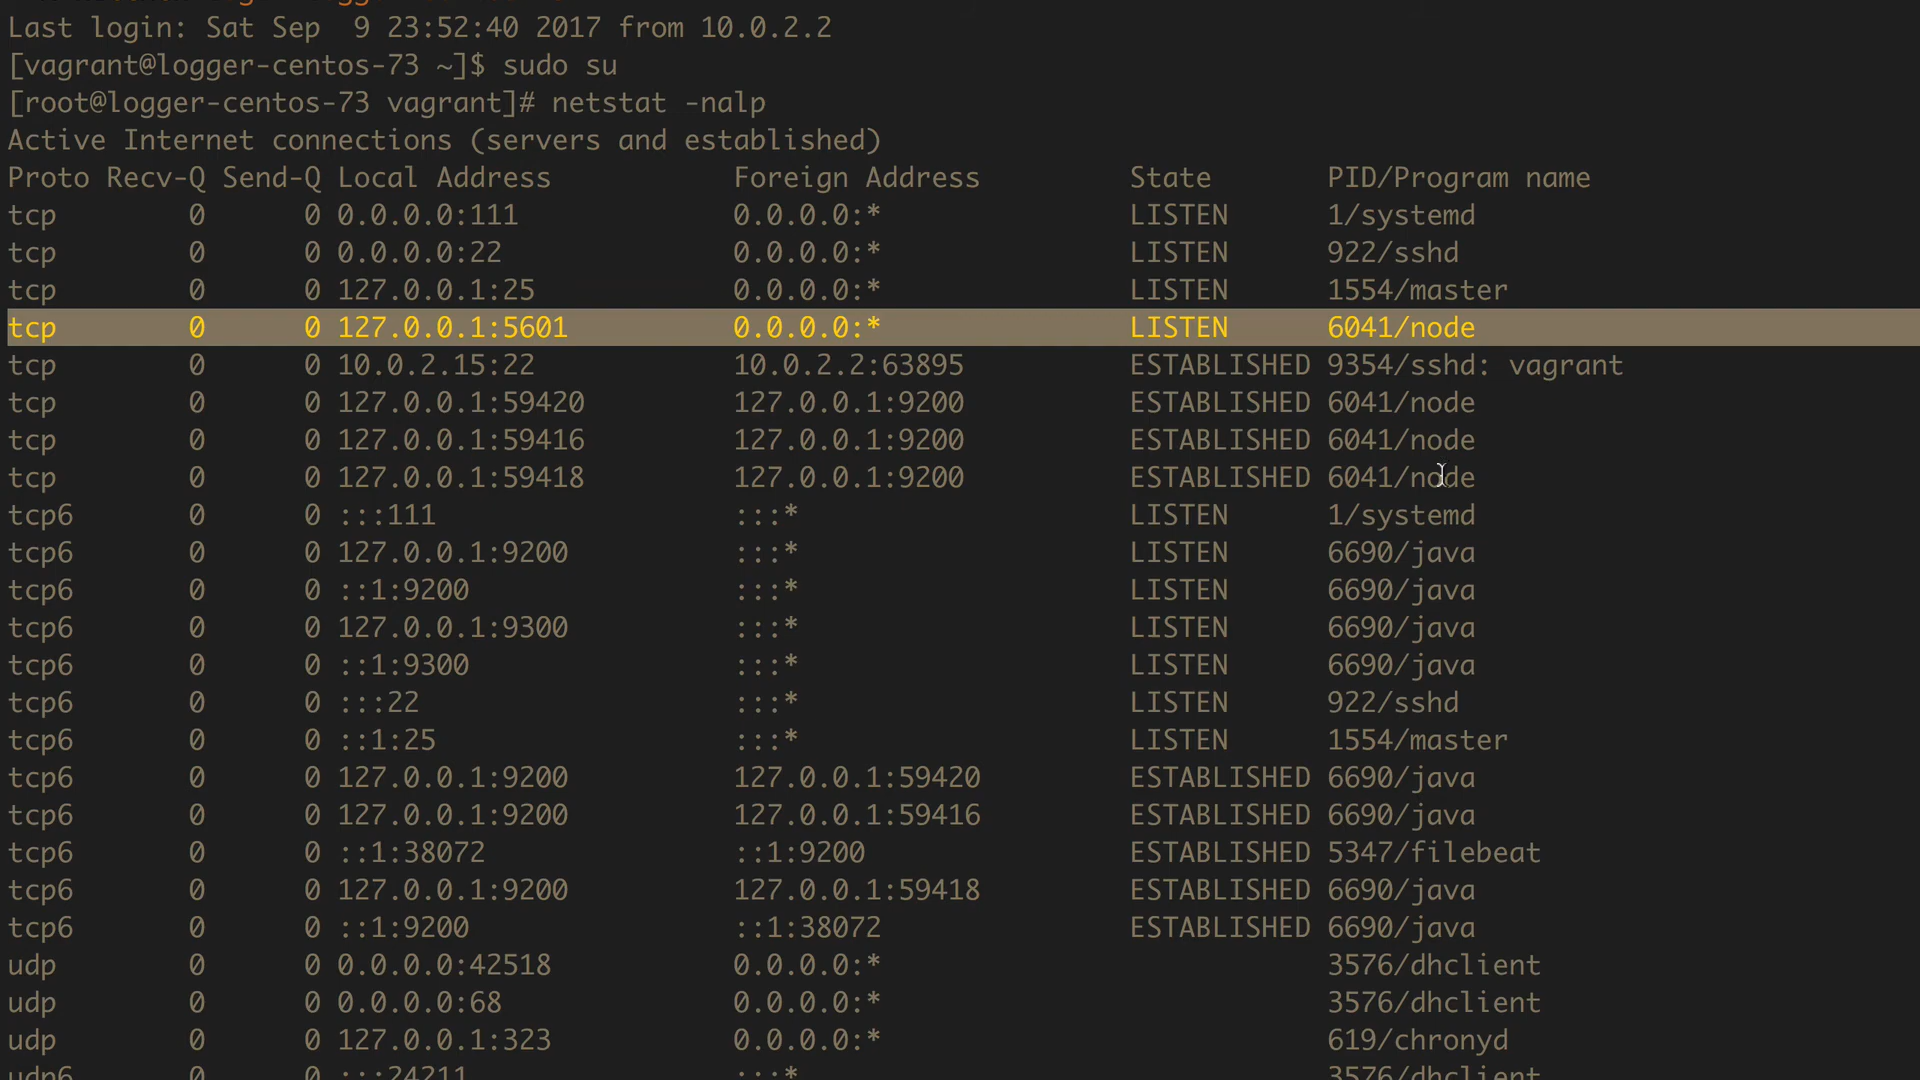 Last login: Sat Sep  9 23:52:40 2017 from 10.0.2.2
[vagrant@logger-centos-73 ~]$ sudo su
[root@logger-centos-73 vagrant]# netstat -nalp
Active Internet connections (servers and established)
Proto Recv-Q Send-Q Local Address           Foreign Address         State       PID/Program name
tcp        0      0 0.0.0.0:111             0.0.0.0:*               LISTEN      1/systemd
tcp        0      0 0.0.0.0:22              0.0.0.0:*               LISTEN      922/sshd
tcp        0      0 127.0.0.1:25            0.0.0.0:*               LISTEN      1554/master
tcp        0      0 127.0.0.1:5601          0.0.0.0:*               LISTEN      6041/node
tcp        0      0 10.0.2.15:22            10.0.2.2:63895          ESTABLISHED 9354/sshd: vagrant
tcp        0      0 127.0.0.1:59420         127.0.0.1:9200          ESTABLISHED 6041/node
tcp        0      0 127.0.0.1:59416         127.0.0.1:9200          ESTABLISHED 6041/node
tcp        0      0 127.0.0.1:59418         127.0.0.1:9200          ESTABLISHED 6041/node
tcp6       0      0 :::111                  :::*                    LISTEN      1/systemd
tcp6       0      0 127.0.0.1:9200          :::*                    LISTEN      6690/java
tcp6       0      0 ::1:9200                :::*                    LISTEN      6690/java
tcp6       0      0 127.0.0.1:9300          :::*                    LISTEN      6690/java
tcp6       0      0 ::1:9300                :::*                    LISTEN      6690/java
tcp6       0      0 :::22                   :::*                    LISTEN      922/sshd
tcp6       0      0 ::1:25                  :::*                    LISTEN      1554/master
tcp6       0      0 127.0.0.1:9200          127.0.0.1:59420         ESTABLISHED 6690/java
tcp6       0      0 127.0.0.1:9200          127.0.0.1:59416         ESTABLISHED 6690/java
tcp6       0      0 ::1:38072               ::1:9200                ESTABLISHED 5347/filebeat
tcp6       0      0 127.0.0.1:9200          127.0.0.1:59418         ESTABLISHED 6690/java
tcp6       0      0 ::1:9200                ::1:38072               ESTABLISHED 6690/java
udp        0      0 0.0.0.0:42518           0.0.0.0:*                           3576/dhclient
udp        0      0 0.0.0.0:68              0.0.0.0:*                           3576/dhclient
udp        0      0 127.0.0.1:323           0.0.0.0:*                           619/chronyd
udp6       0      0 :::24211                :::*                                3576/dhclient